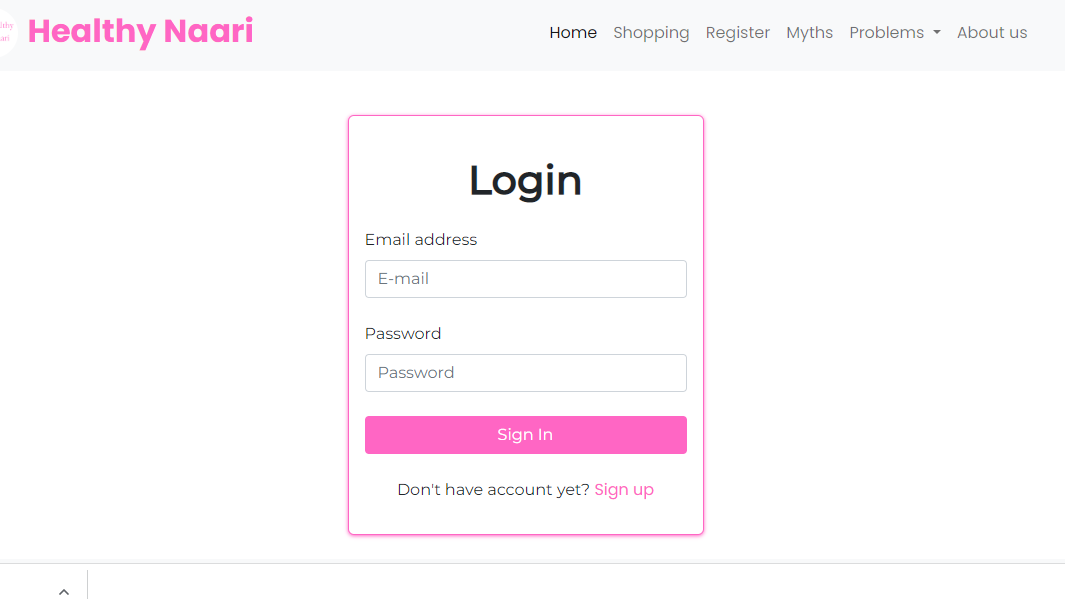 Healthy Naari
Home Shopping Register Myths Problems About us
Login
Email address
E-mail
Password
Password
Sign In
Don't have account yet? Sign up